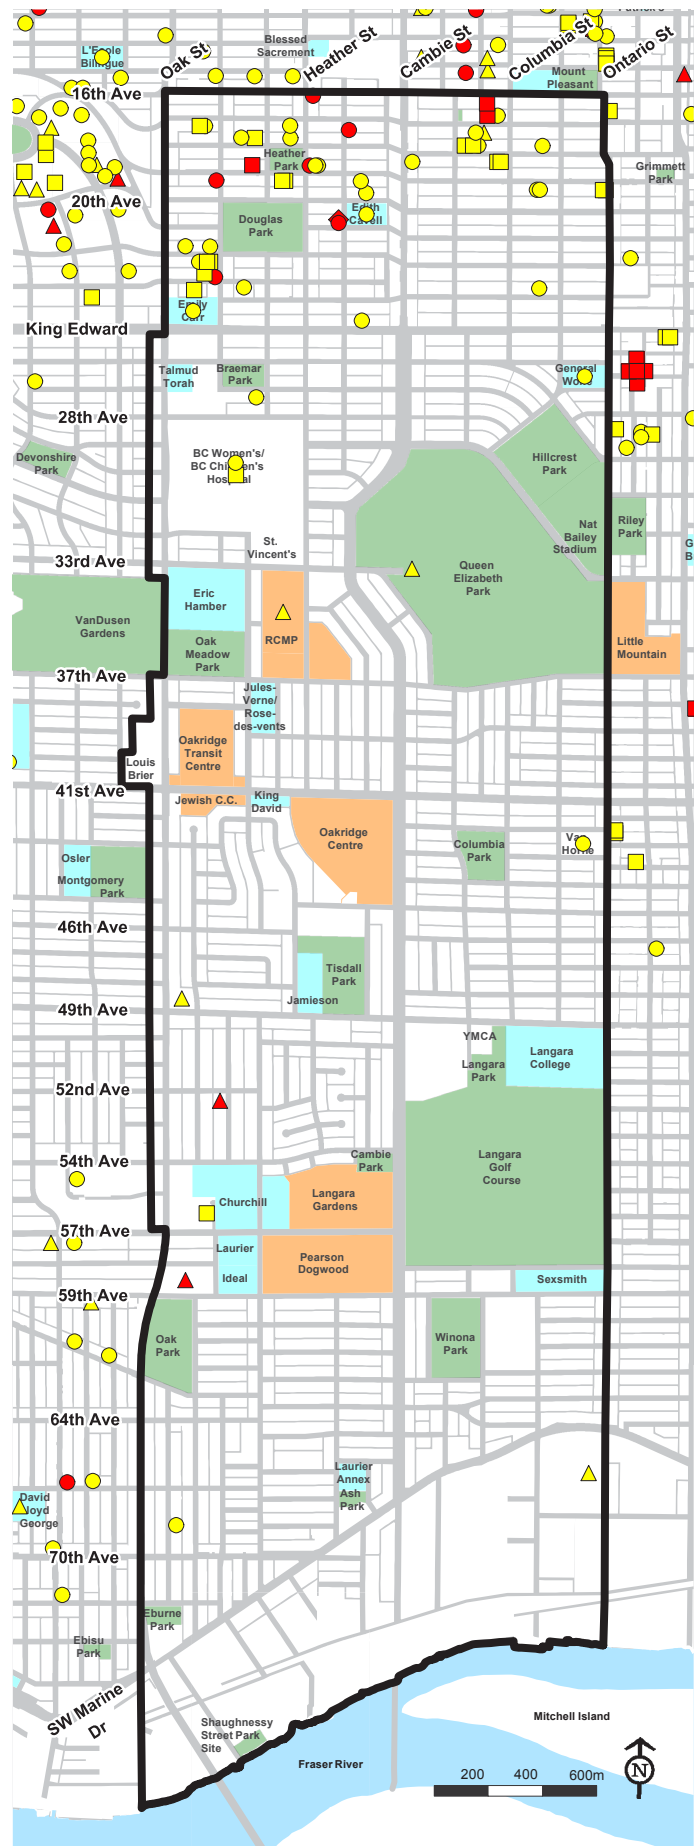 Patrick's
L'Ecole
Bilingue
Blessed
Sacrement
Oak St
Heather St
Cambie St
Columbia St
Ontario St
Mount
Pleasant
16th Ave
Heather
Park
Grimmett
Park
20th Ave
Edith
Cavell
Douglas
Park
Emily
Carr
King Edward
Talmud
Torah
Braemar
Park
General
Wolfe
28th Ave
Devonshire
Park
BC Women's/
BC Children's
Hospital
Hillcrest
Park
Nat
Bailey
Stadium
Riley
Park
G
B
St.
Vincent's
33rd Ave
Queen
Elizabeth
Park
Eric
Hamber
VanDusen
Gardens
Oak
Meadow
Park
RCMP
Little
Mountain
37th Ave
Jules-
Verne/
Rose-
des-vents
Oakridge
Transit
Centre
Louis
Brier
41st Ave
Jewish C.C.
King
David
Oakridge
Centre
Columbia
Park
Van
Horne
Osler
Montgomery
Park
46th Ave
Tisdall
Park
Jamieson
49th Ave
YMCA
Langara
Park
Langara
College
52nd Ave
54th Ave
Cambie
Park
Langara
Golf
Course
Churchill
Langara
Gardens
57th Ave
Laurier
Ideal
Pearson
Dogwood
Sexsmith
59th Ave
Oak
Park
Winona
Park
64th Ave
Laurier
Annex
Ash
Park
David
Lloyd
George
70th Ave
Eburne
Park
Ebisu
Park
SW Marine
Dr
Shaughnessy
Street Park
Site
Mitchell Island
Fraser River
200 400 600m
N